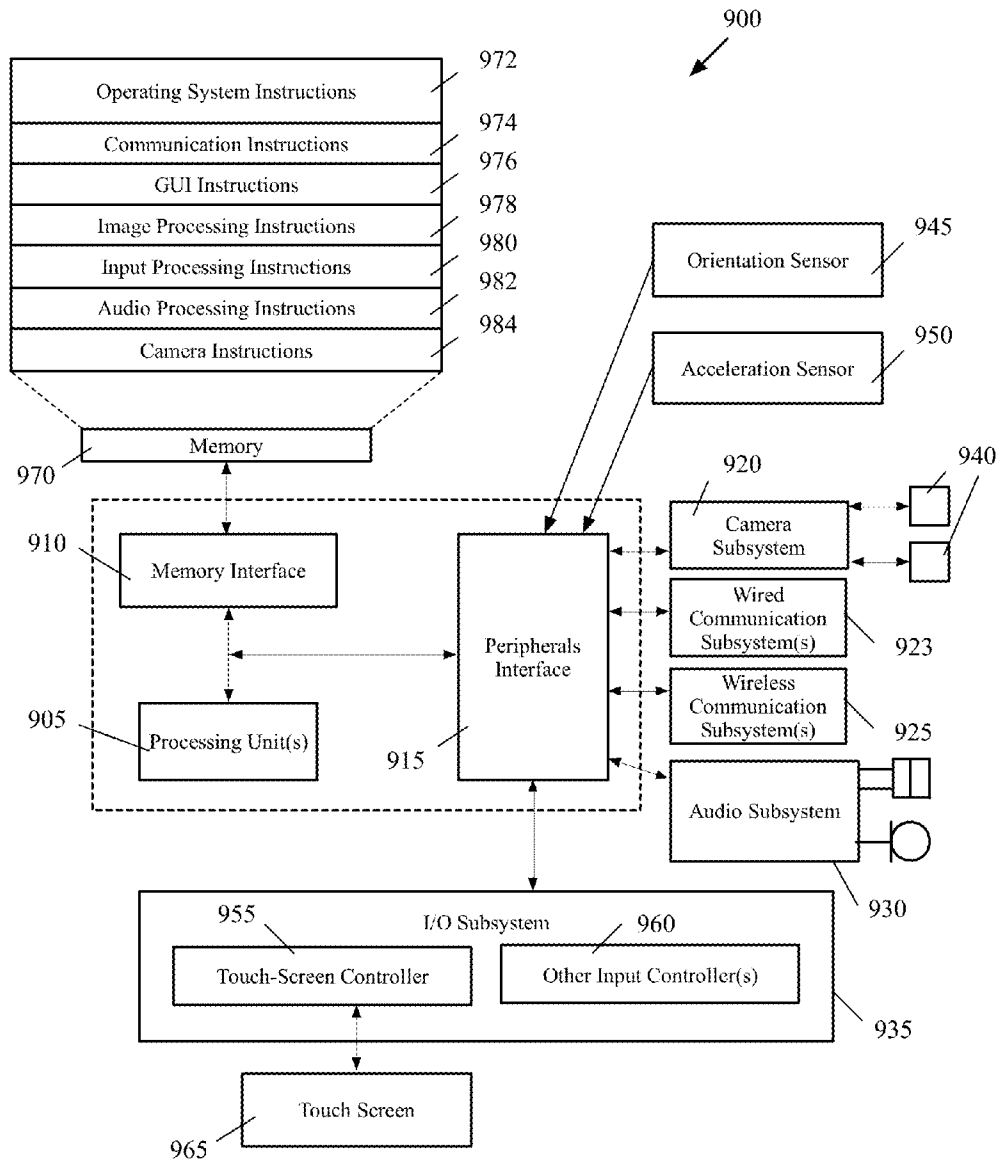 900
972
Operating System Instructions
974
Communication Instructions
976
GUI Instructions
978
Image Processing Instructions
980
Input Processing Instructions
982
Audio Processing Instructions
984
Camera Instructions
945
Orientation Sensor
950
Acceleration Sensor
Memory
970
920
940
Camera
Subsystem
910
Memory Interface
Wired
Communication
Subsystem(s)
923
Peripherals
Interface
Wireless
Communication
Subsystem(s)
925
905
Processing Unit(s)
915
Audio Subsystem
930
I/O Subsystem
955
960
Touch-Screen Controller
Other Input Controller(s)
935
Touch Screen
965